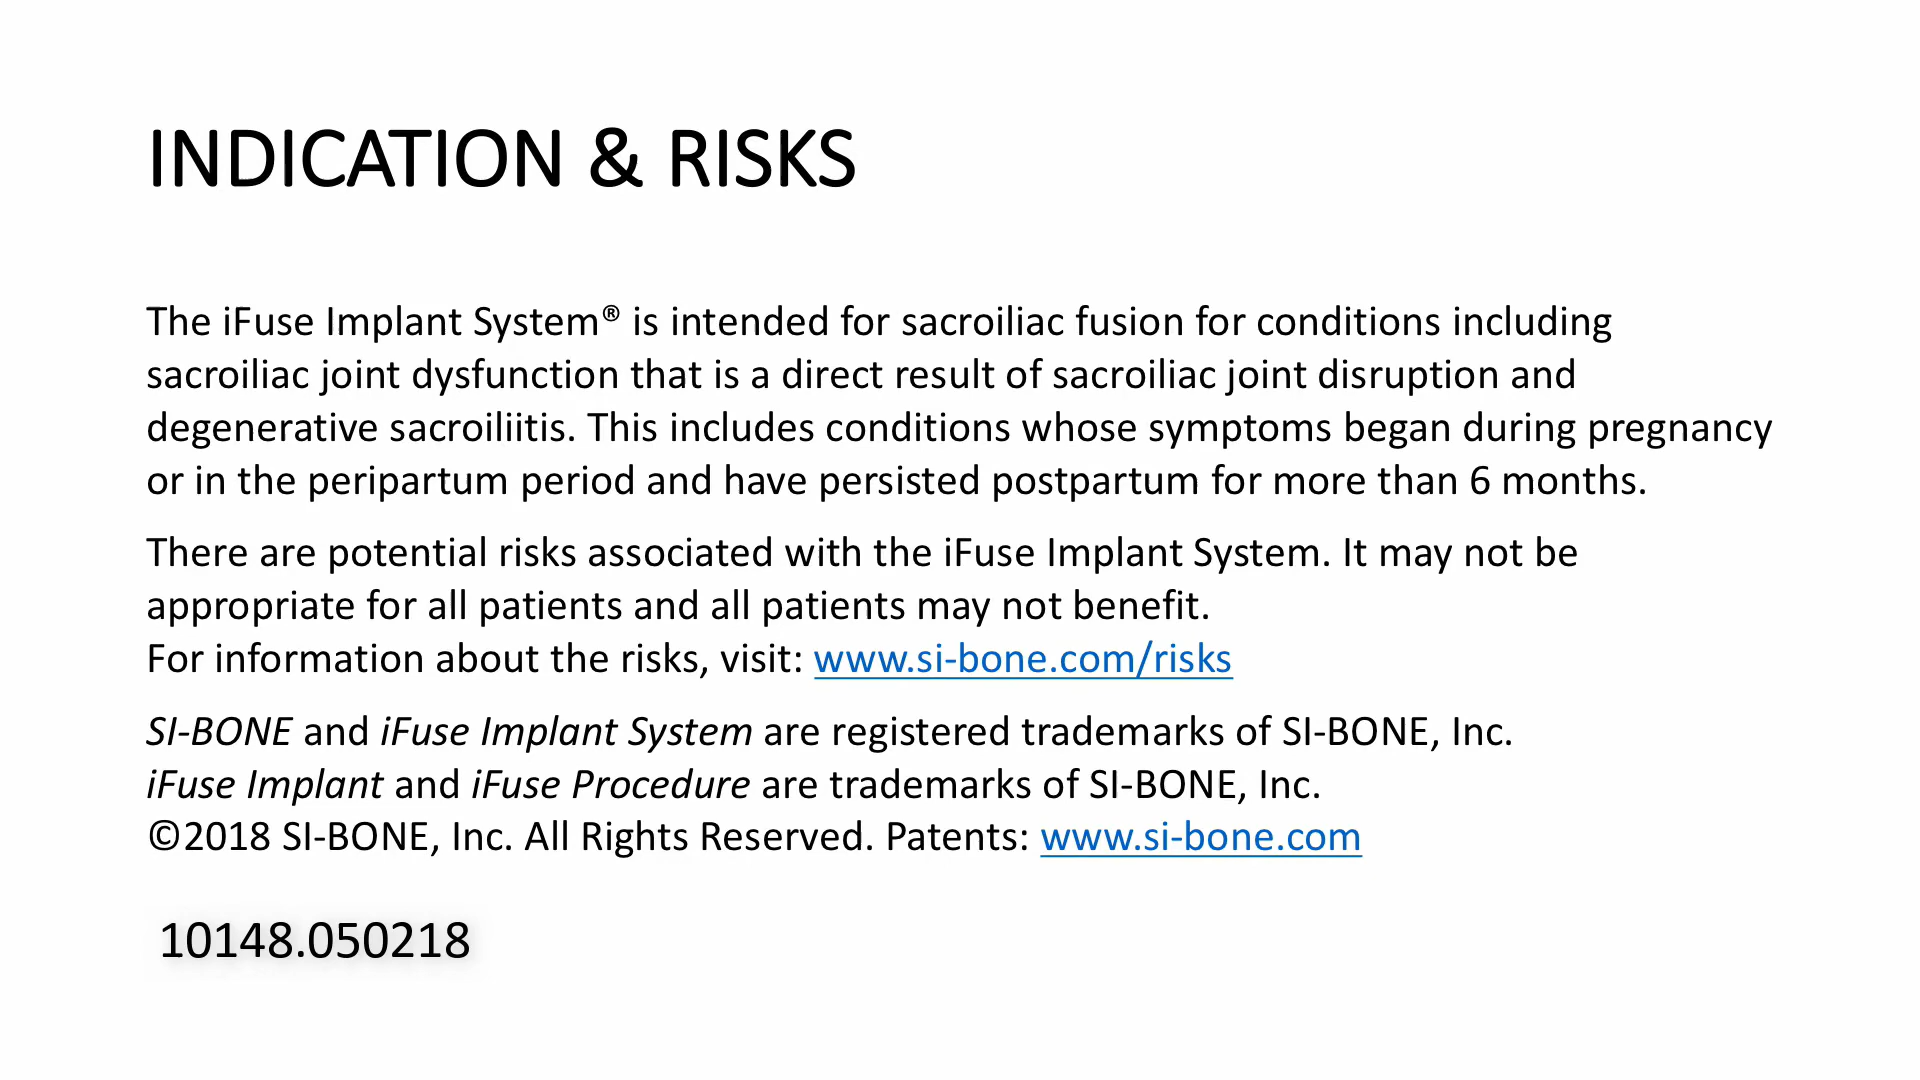 INDICATION & RISKS
The iFuse Implant System® is intended for sacroiliac fusion for conditions including
sacroiliac joint dysfunction that is a direct result of sacroiliac joint disruption and
degenerative sacroiliitis. This includes conditions whose symptoms began during pregnancy
or in the peripartum period and have persisted postpartum for more than 6 months.
There are potential risks associated with the iFuse Implant System. It may not be
appropriate for all patients and all patients may not benefit.
For information about the risks, visit: www.si-bone.com/risks
SI-BONE and iFuse Implant System are registered trademarks of SI-BONE, Inc.
iFuse Implant and iFuse Procedure are trademarks of SI-BONE, Inc.
©2018 SI-BONE, Inc. All Rights Reserved. Patents: www.si-bone.com
10148.050218